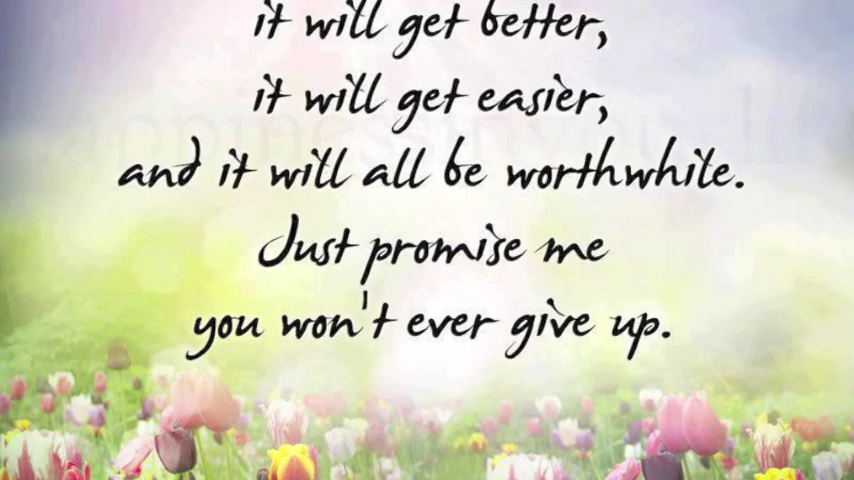 it will get better,
it will get easier,
and it will all be worthwhile.
Just promise me
you won't ever give up.